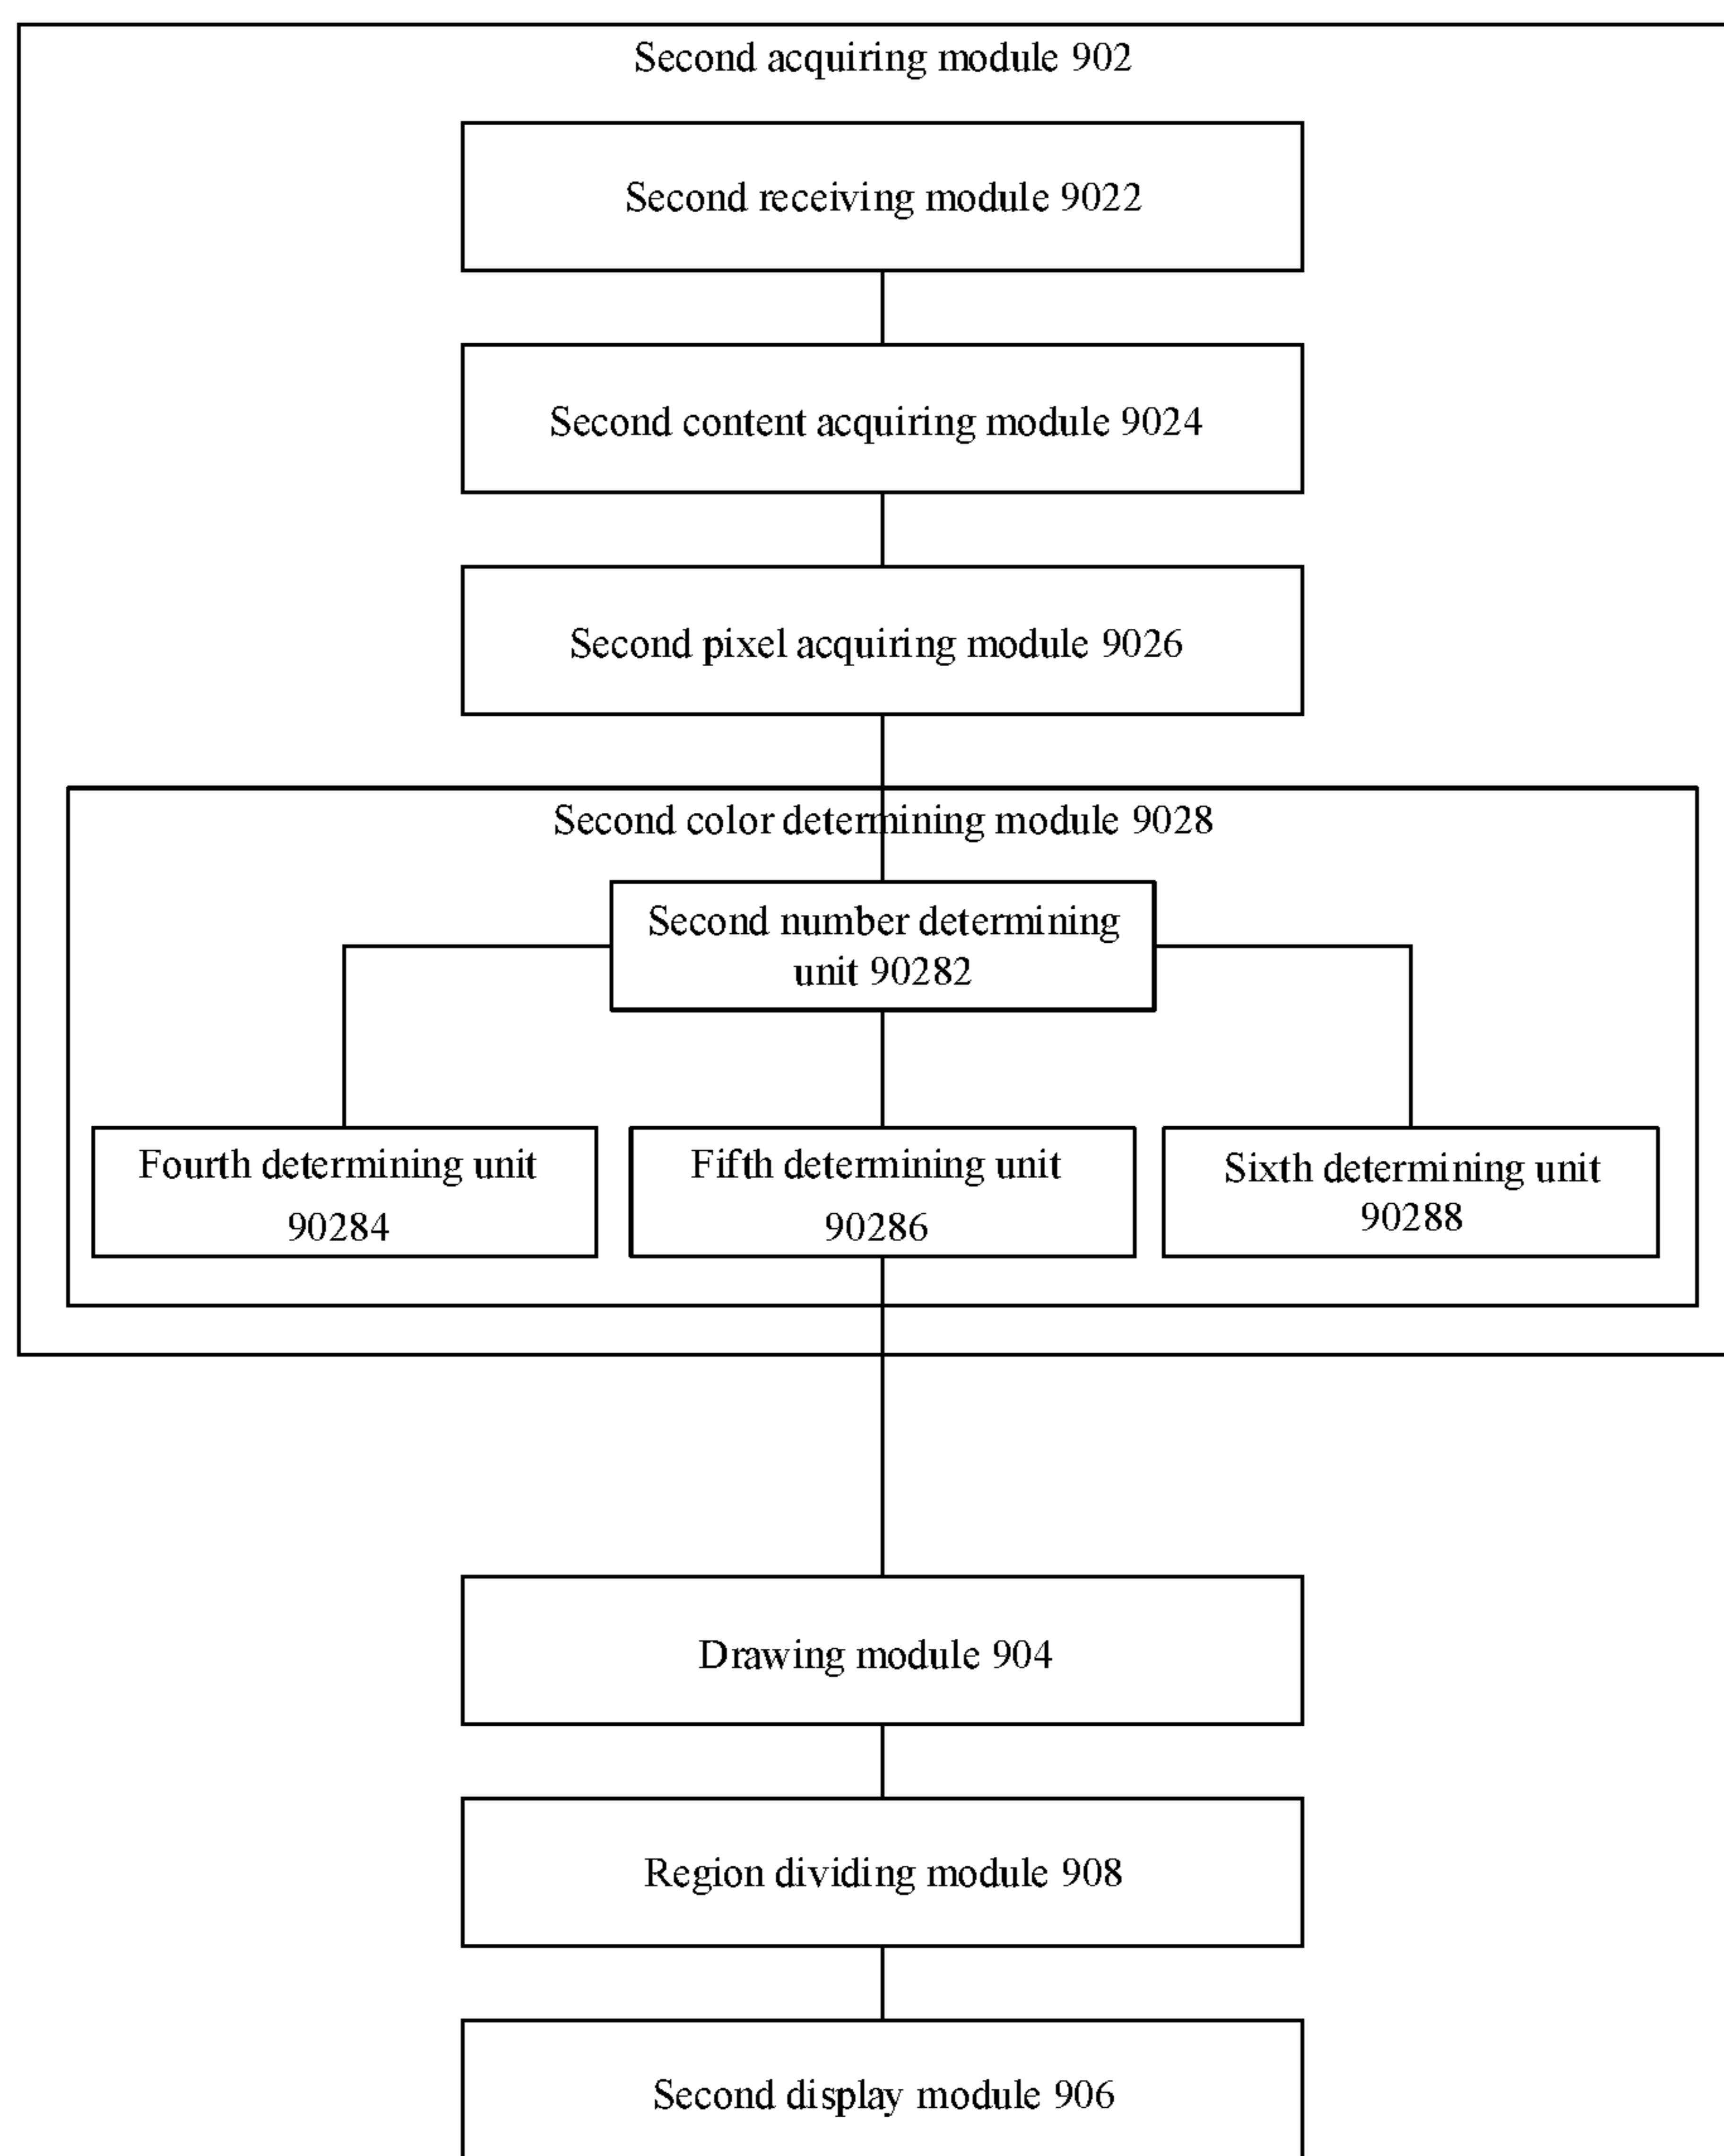 Second acquiring module 902
Second receiving module 9022
Second content acquiring module 9024
Second pixel acquiring module 9026
Second color determining module 9028
Second number determining
unit 90282
Fourth determining unit
90284
Fifth determining unit
90286
Sixth determining unit
90288
Drawing module 904
Region dividing module 908
Second display module 906